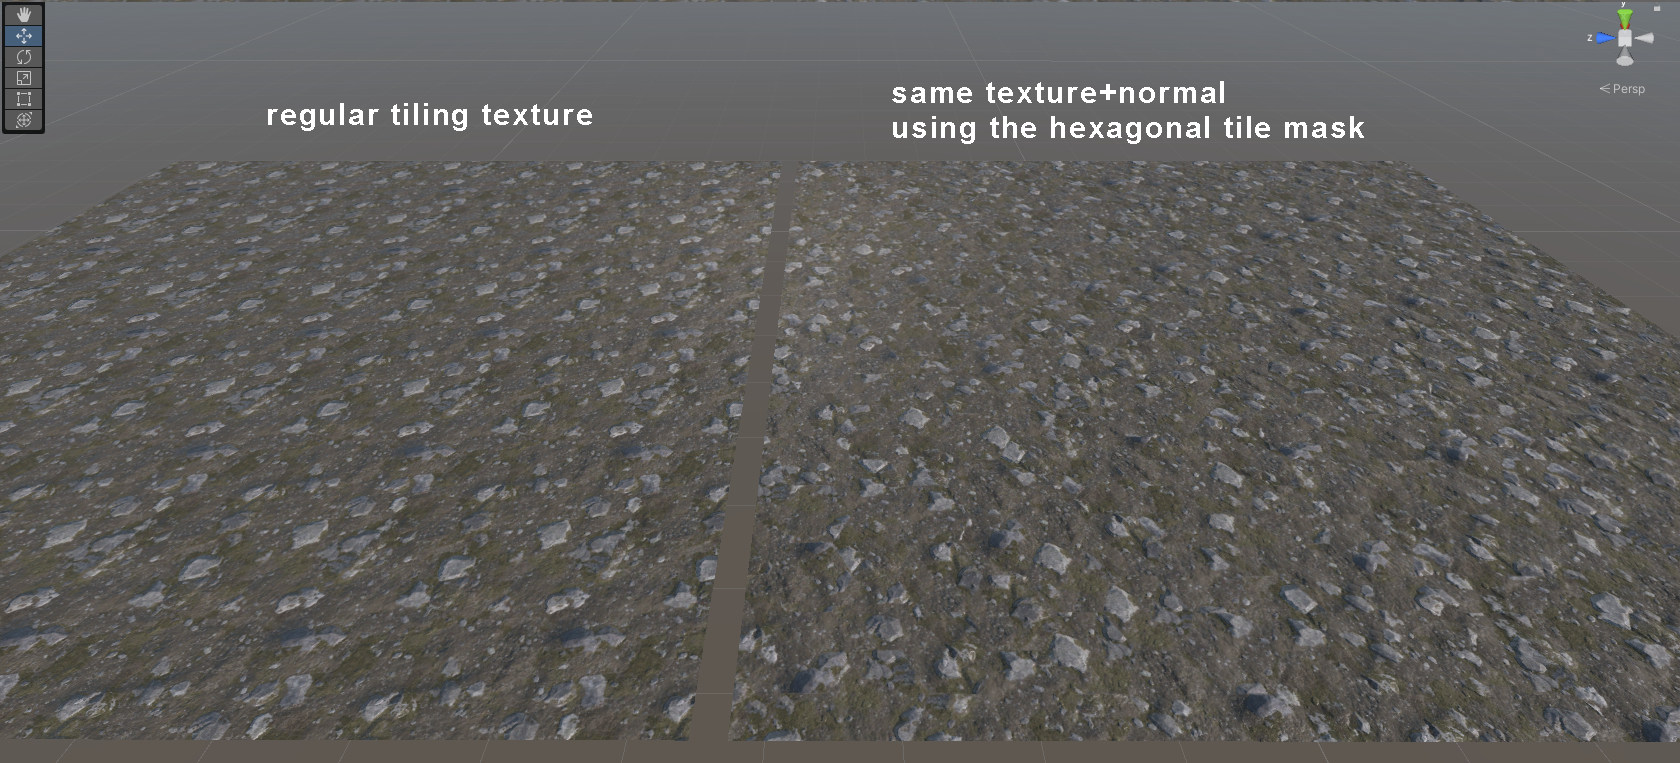 y
z
Persp
same texture+normal
regular tiling texture
using the hexagonal tile mask